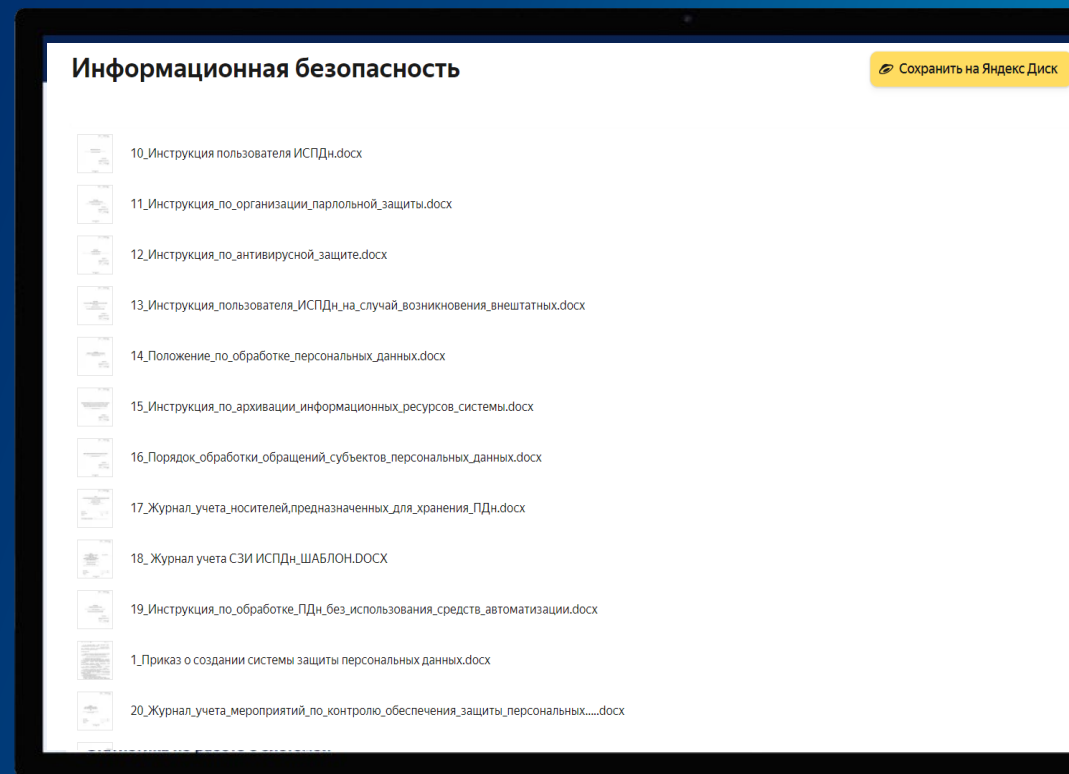 Информационная безопасность
Сохранить на Яндекс Диск
10_Инструкция пользователя ИСПДн.docx
11_Инструкция_по_организации_парлольной_защиты.docx
12_Инструкция_по_антивирусной_защите.docx
13_Инструкция_пользователя_ИСПДн_на_случай_возникновения_внештатных.docx
14_Положение_по_обработке_персональных_данных.docx
15_Инструкция_по_архивации_информационных_ресурсов_системы.docx
16_Порядок_обработки_обращений_субъектов_персональных_данных.docx
17_Журнал_учета_носителей,предназначенных_для_хранения_ПДн.docx
18_ Журнал учета СЗИ ИСПДн_ШАБЛОН.DOCX
19_Инструкция_по_обработке_ПДн_без_использования_средств_автоматизации.docx
1_Приказ о создании системы защиты персональных данных.docx
20_Журнал_учета_мероприятий_по_контролю_обеспечения_защиты_персональных.....docx